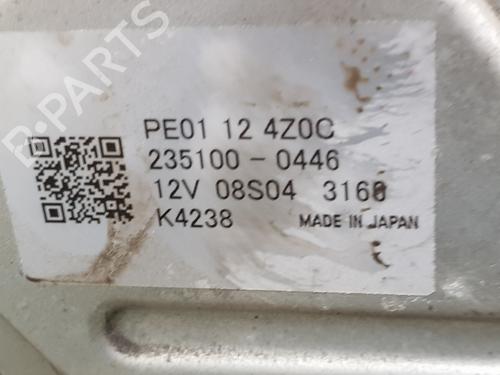 B-PARTS
PE01 12 4Z0C
235100-0446
12V 08S04 3160
K4238 MADE IN JAPAN